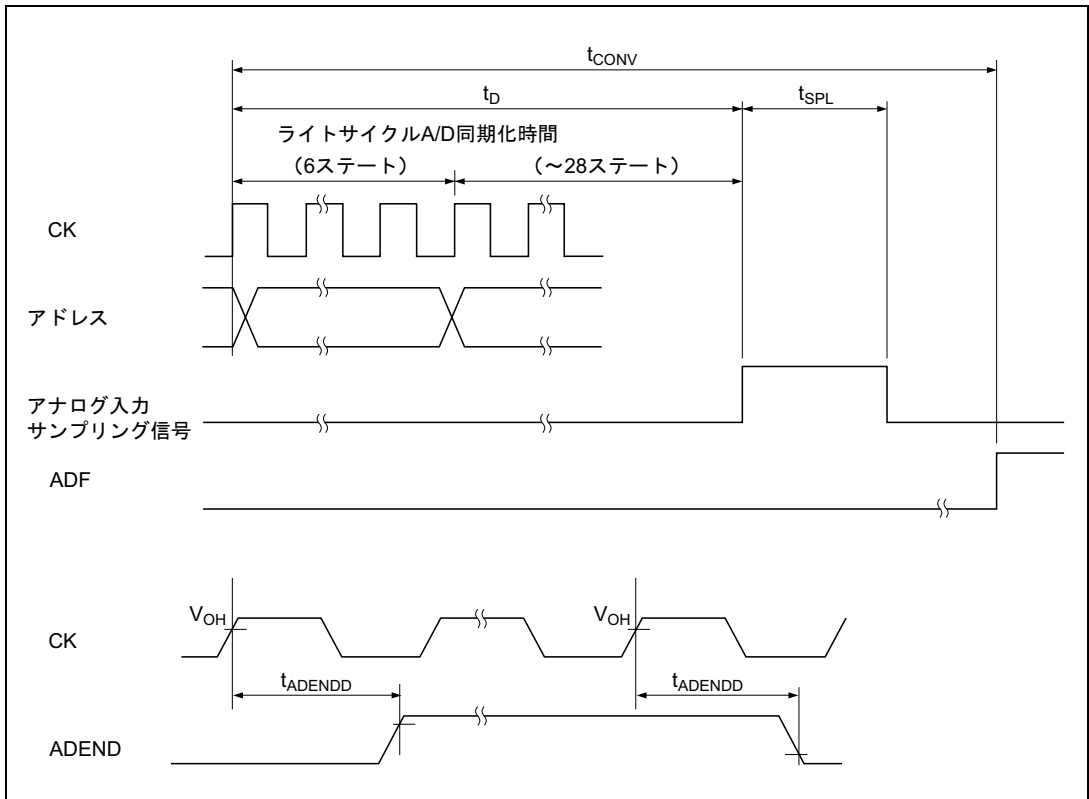 tCONV
tD
tSPL
ライトサイクルA/D同期化時間
（6ステート）
（～28ステート）
CK
アドレス
アナログ入力
サンプリング信号
ADF
VOH
VOH
CK
tADENDD
tADENDD
ADEND